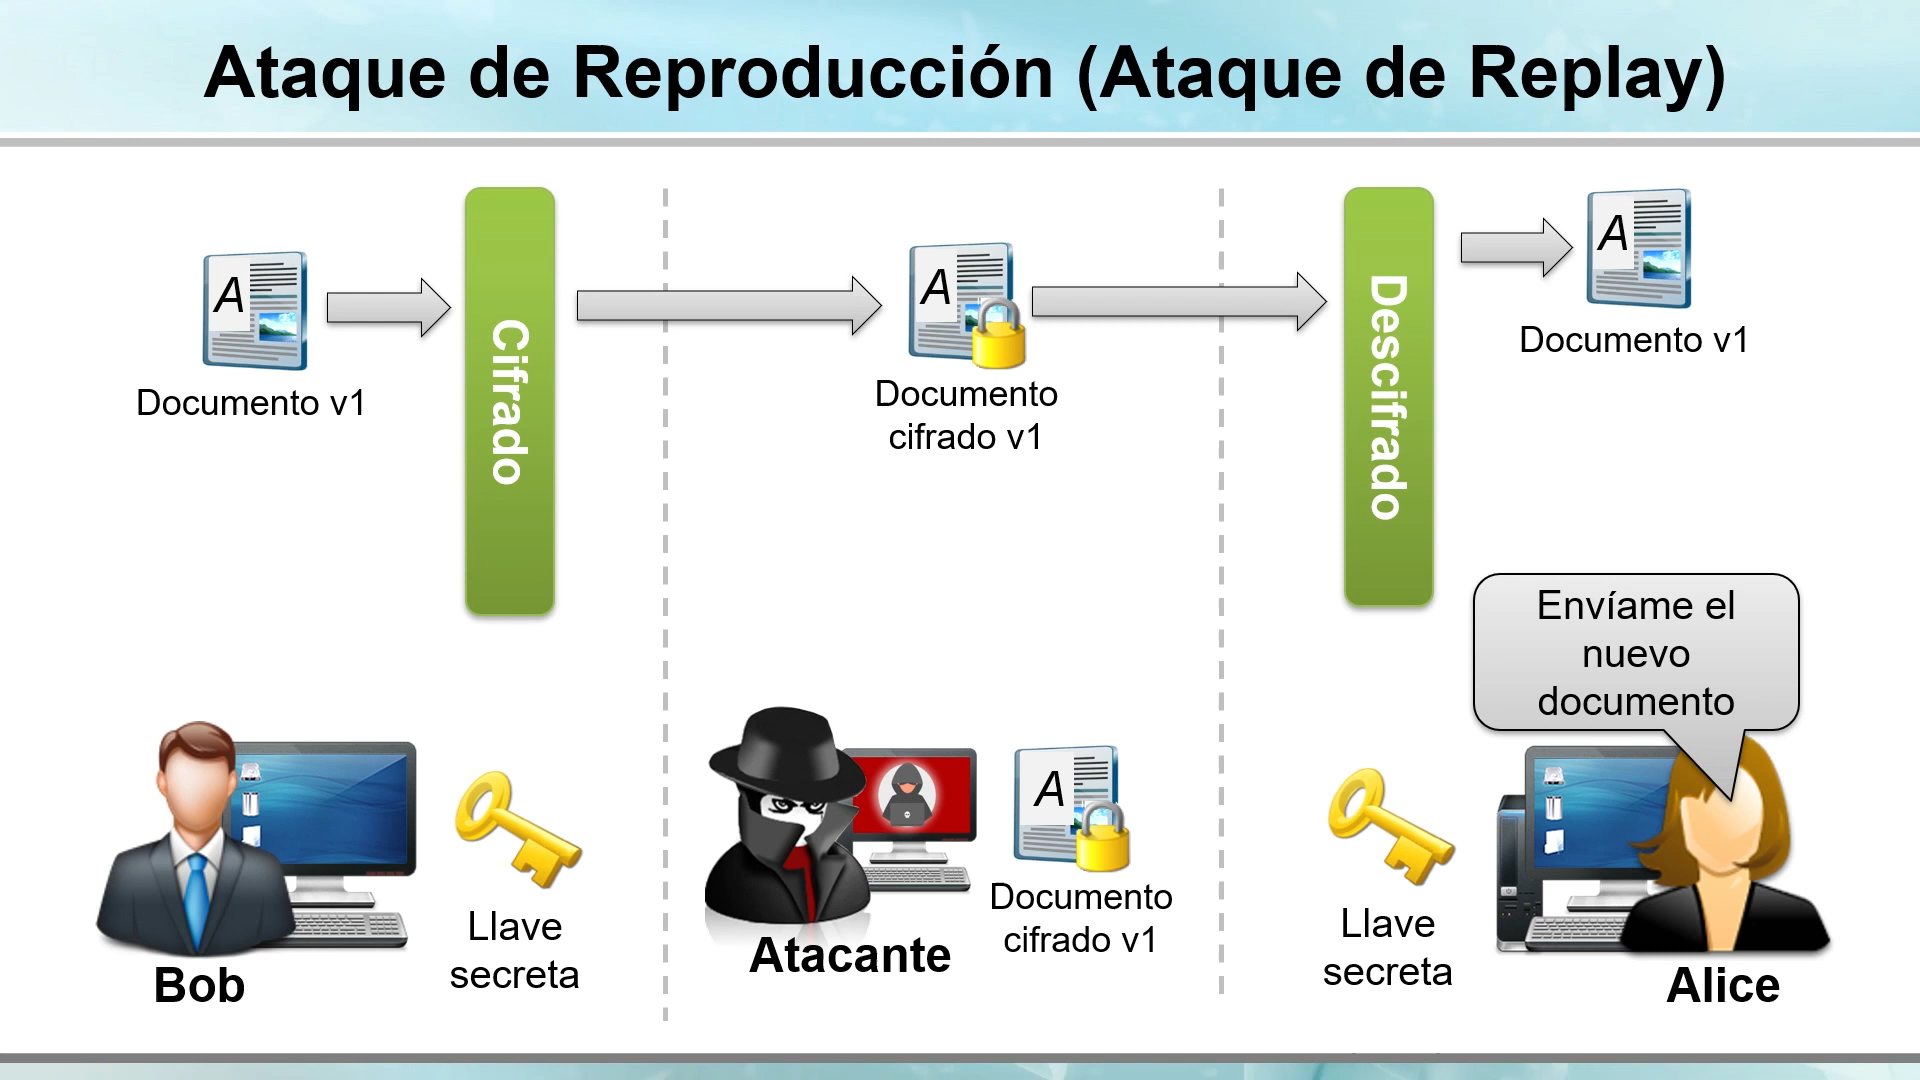 Ataque de Reproducción (Ataque de Replay)
A
Documento v1
Cifrado
A
Documento
cifrado v1
Descifrado
A
Documento v1
Envíame el
nuevo
documento
Bob
Llave
secreta
Atacante
A
Documento
cifrado v1
Llave
secreta
Alice